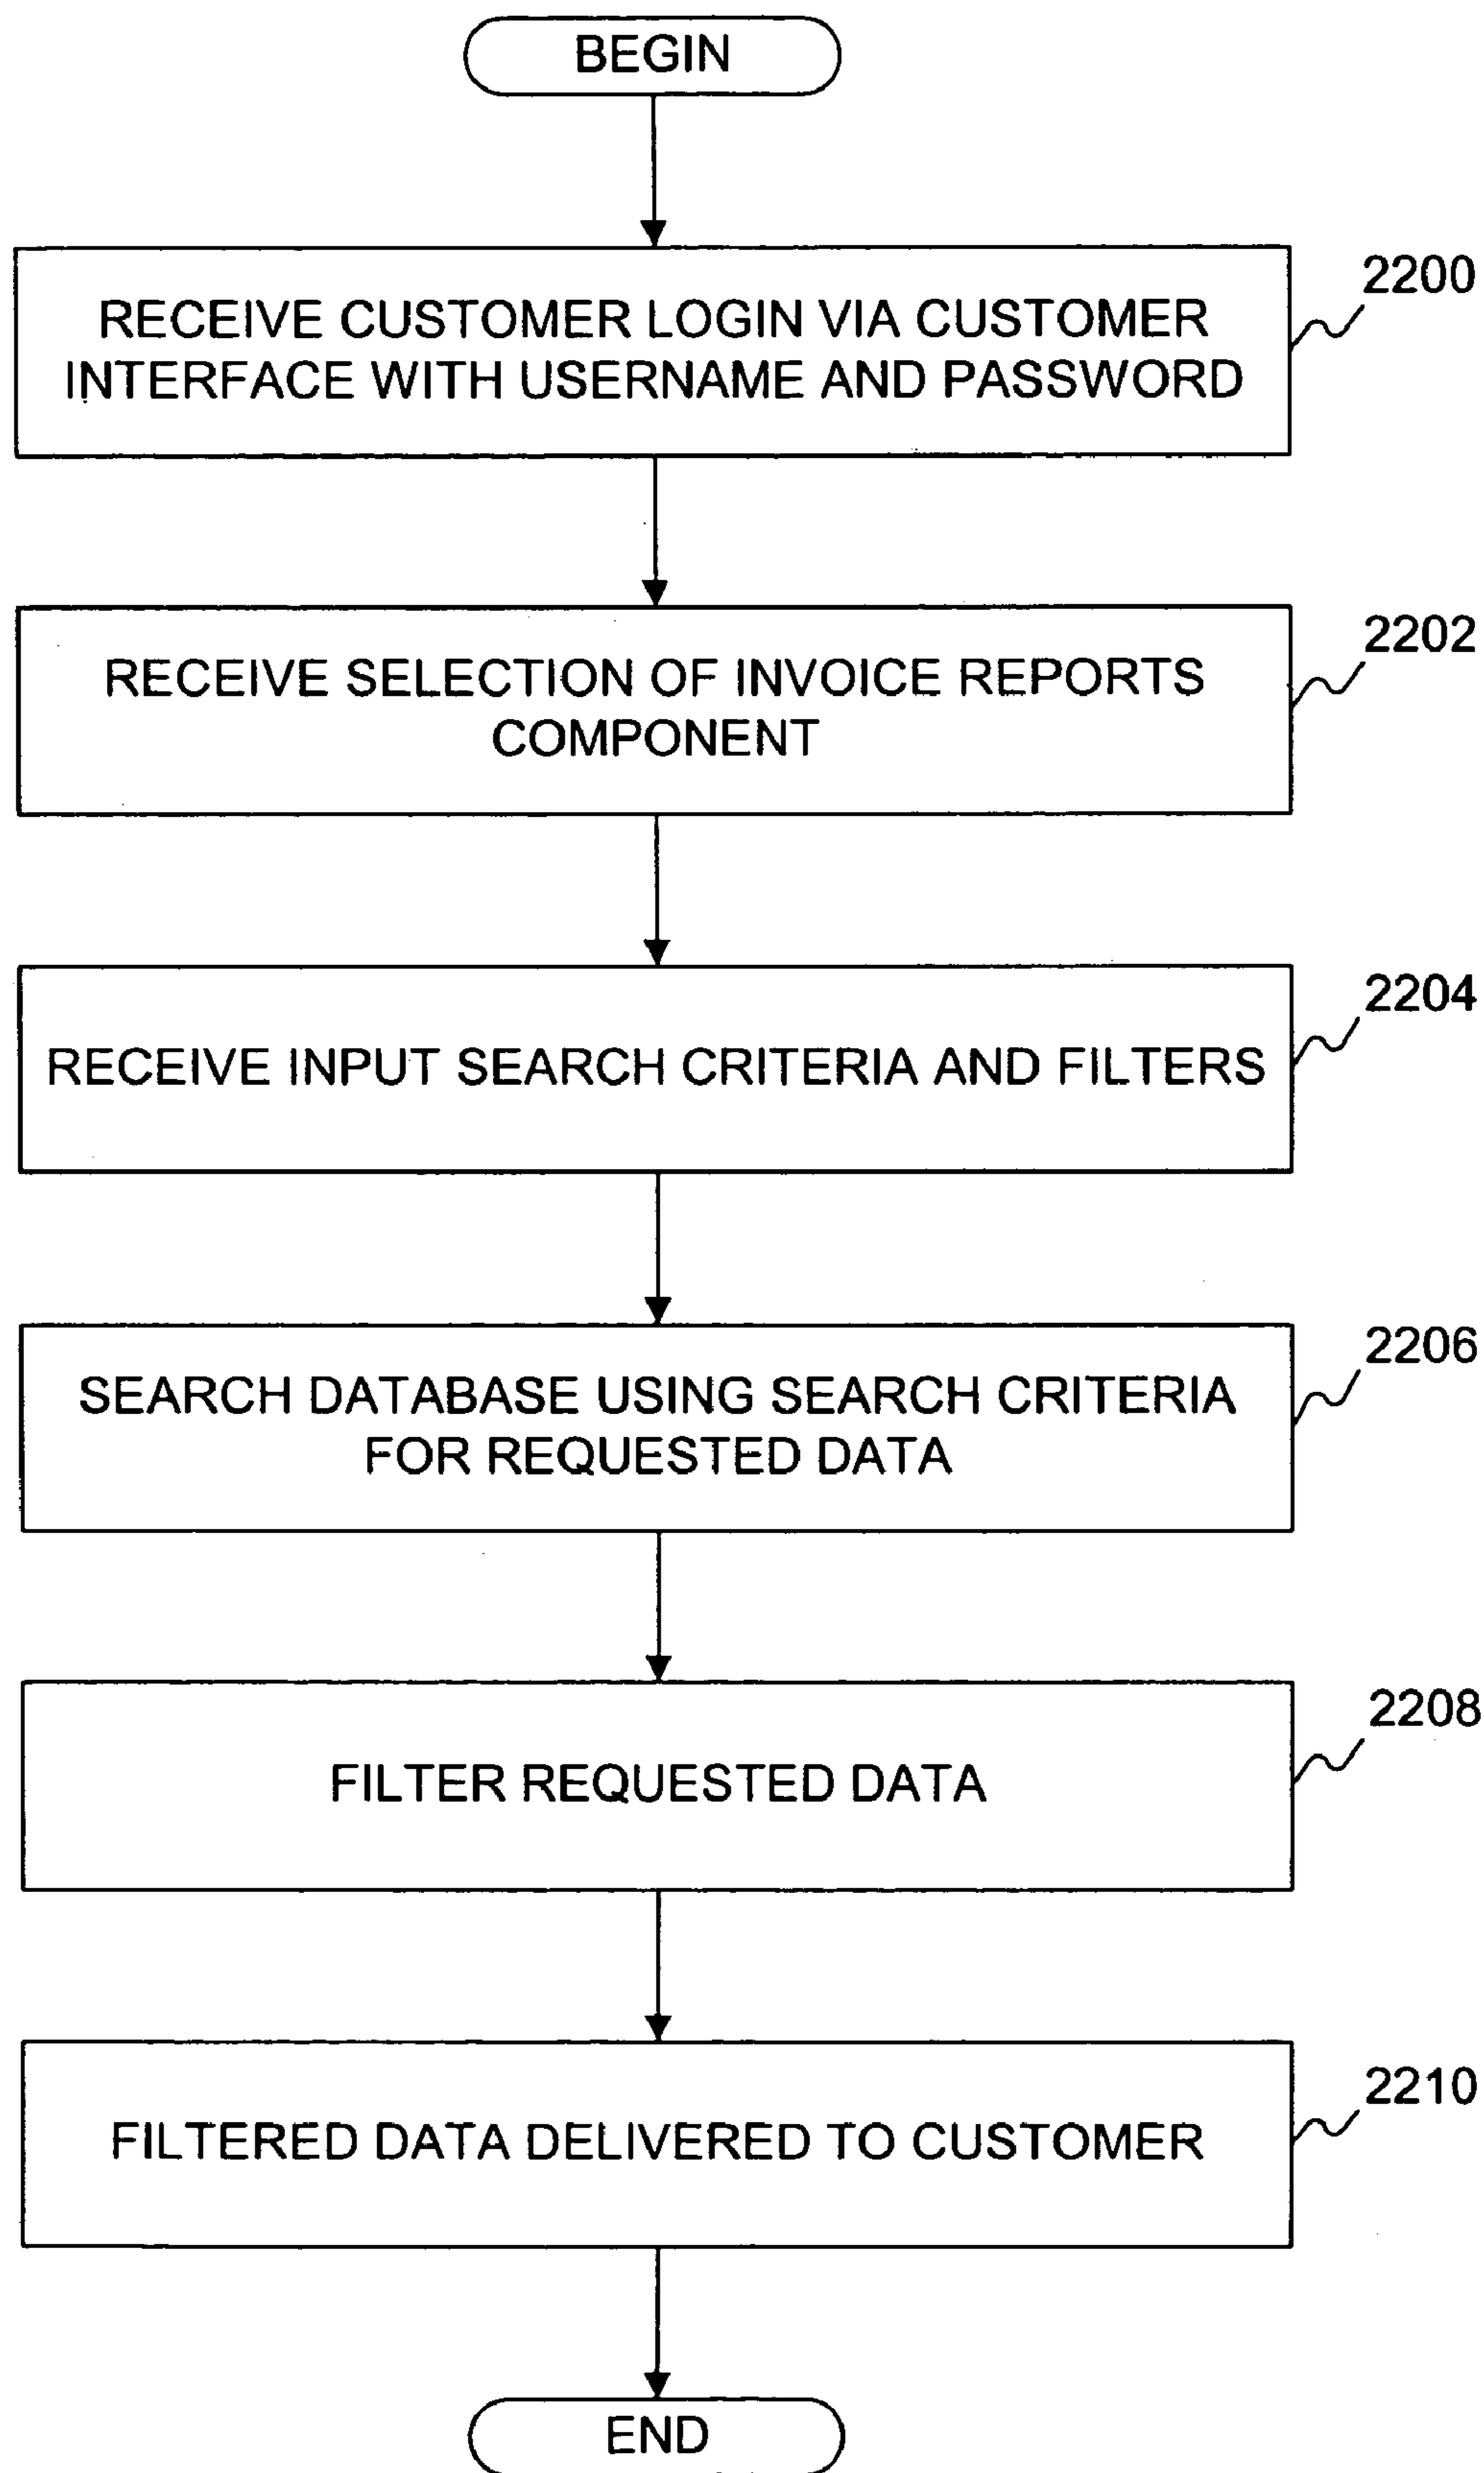 BEGIN
RECEIVE CUSTOMER LOGIN VIA CUSTOMER
INTERFACE WITH USERNAME AND PASSWORD
2200
RECEIVE SELECTION OF INVOICE REPORTS
COMPONENT
2202
RECEIVE INPUT SEARCH CRITERIA AND FILTERS
2204
SEARCH DATABASE USING SEARCH CRITERIA
FOR REQUESTED DATA
2206
FILTER REQUESTED DATA
2208
FILTERED DATA DELIVERED TO CUSTOMER
2210
END